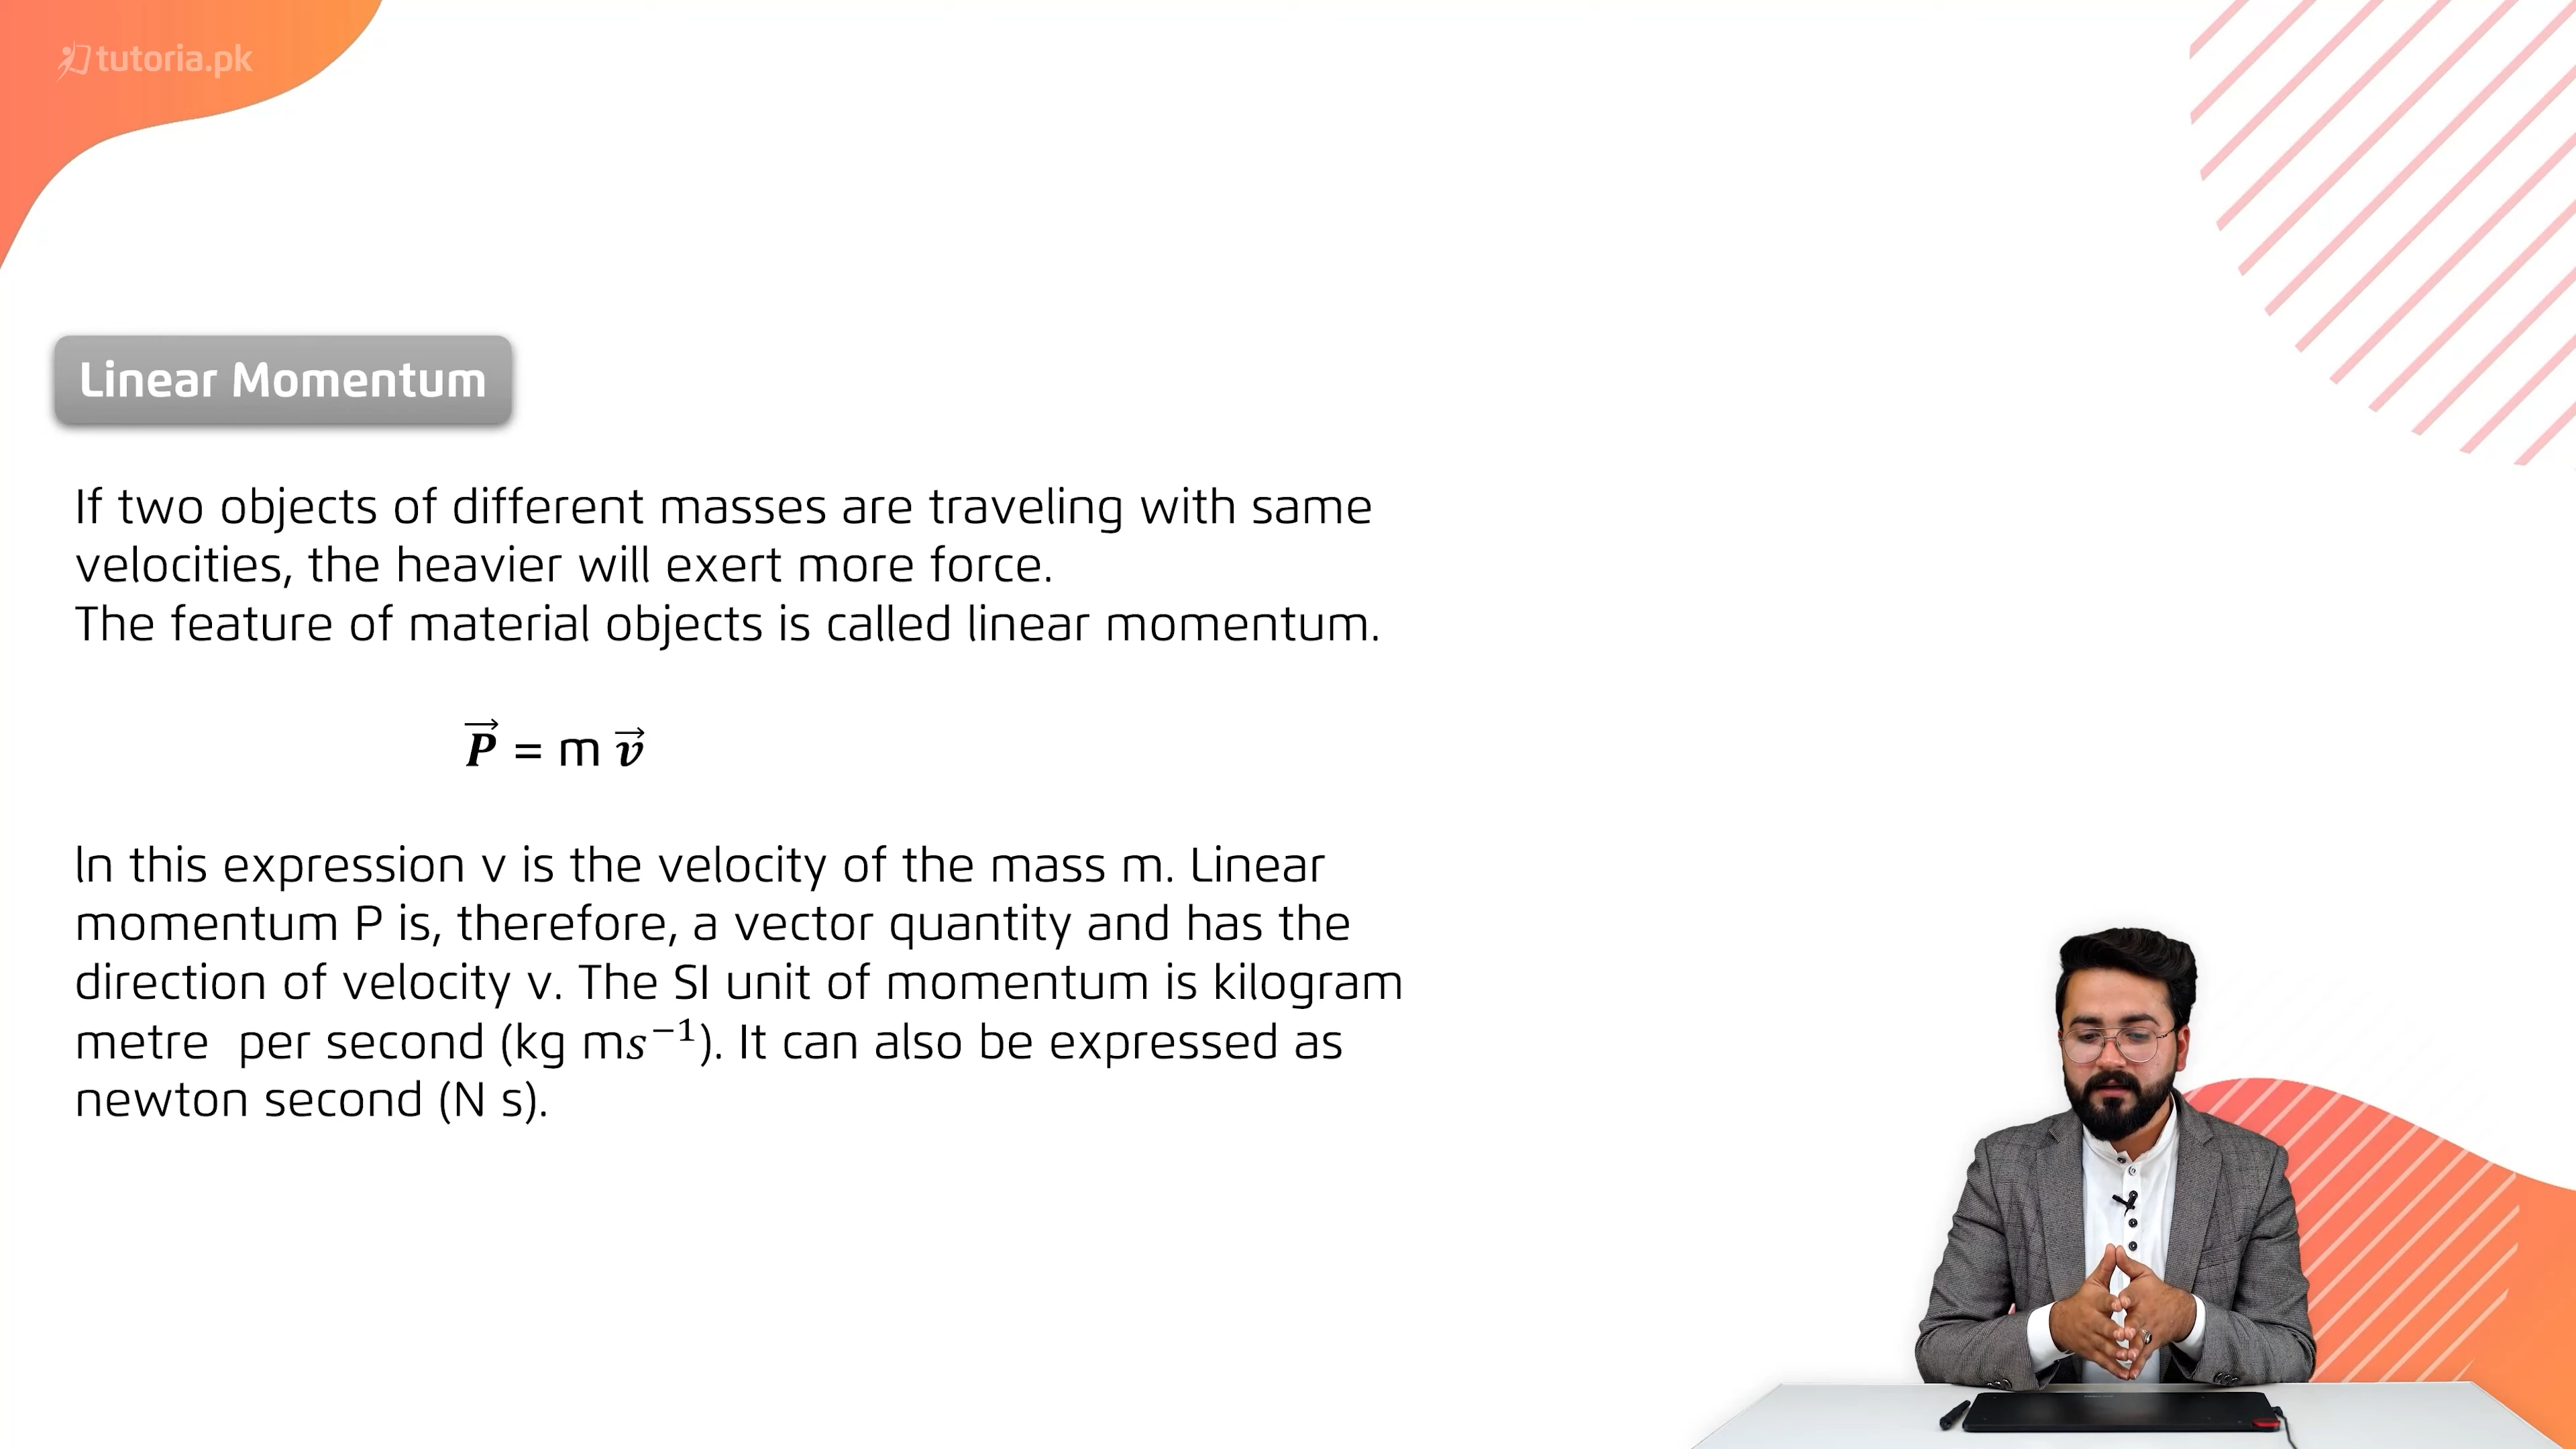 tutoria.pk
Linear Momentum
If two objects of different masses are traveling with same
velocities, the heavier will exert more force.
The feature of material objects is called linear momentum.
$\vec{P}$ = m $\vec{v}$
In this expression v is the velocity of the mass m. Linear
momentum P is, therefore, a vector quantity and has the
direction of velocity v. The SI unit of momentum is kilogram
metre  per second (kg m$s^{-1}$). It can also be expressed as
newton second (N s).